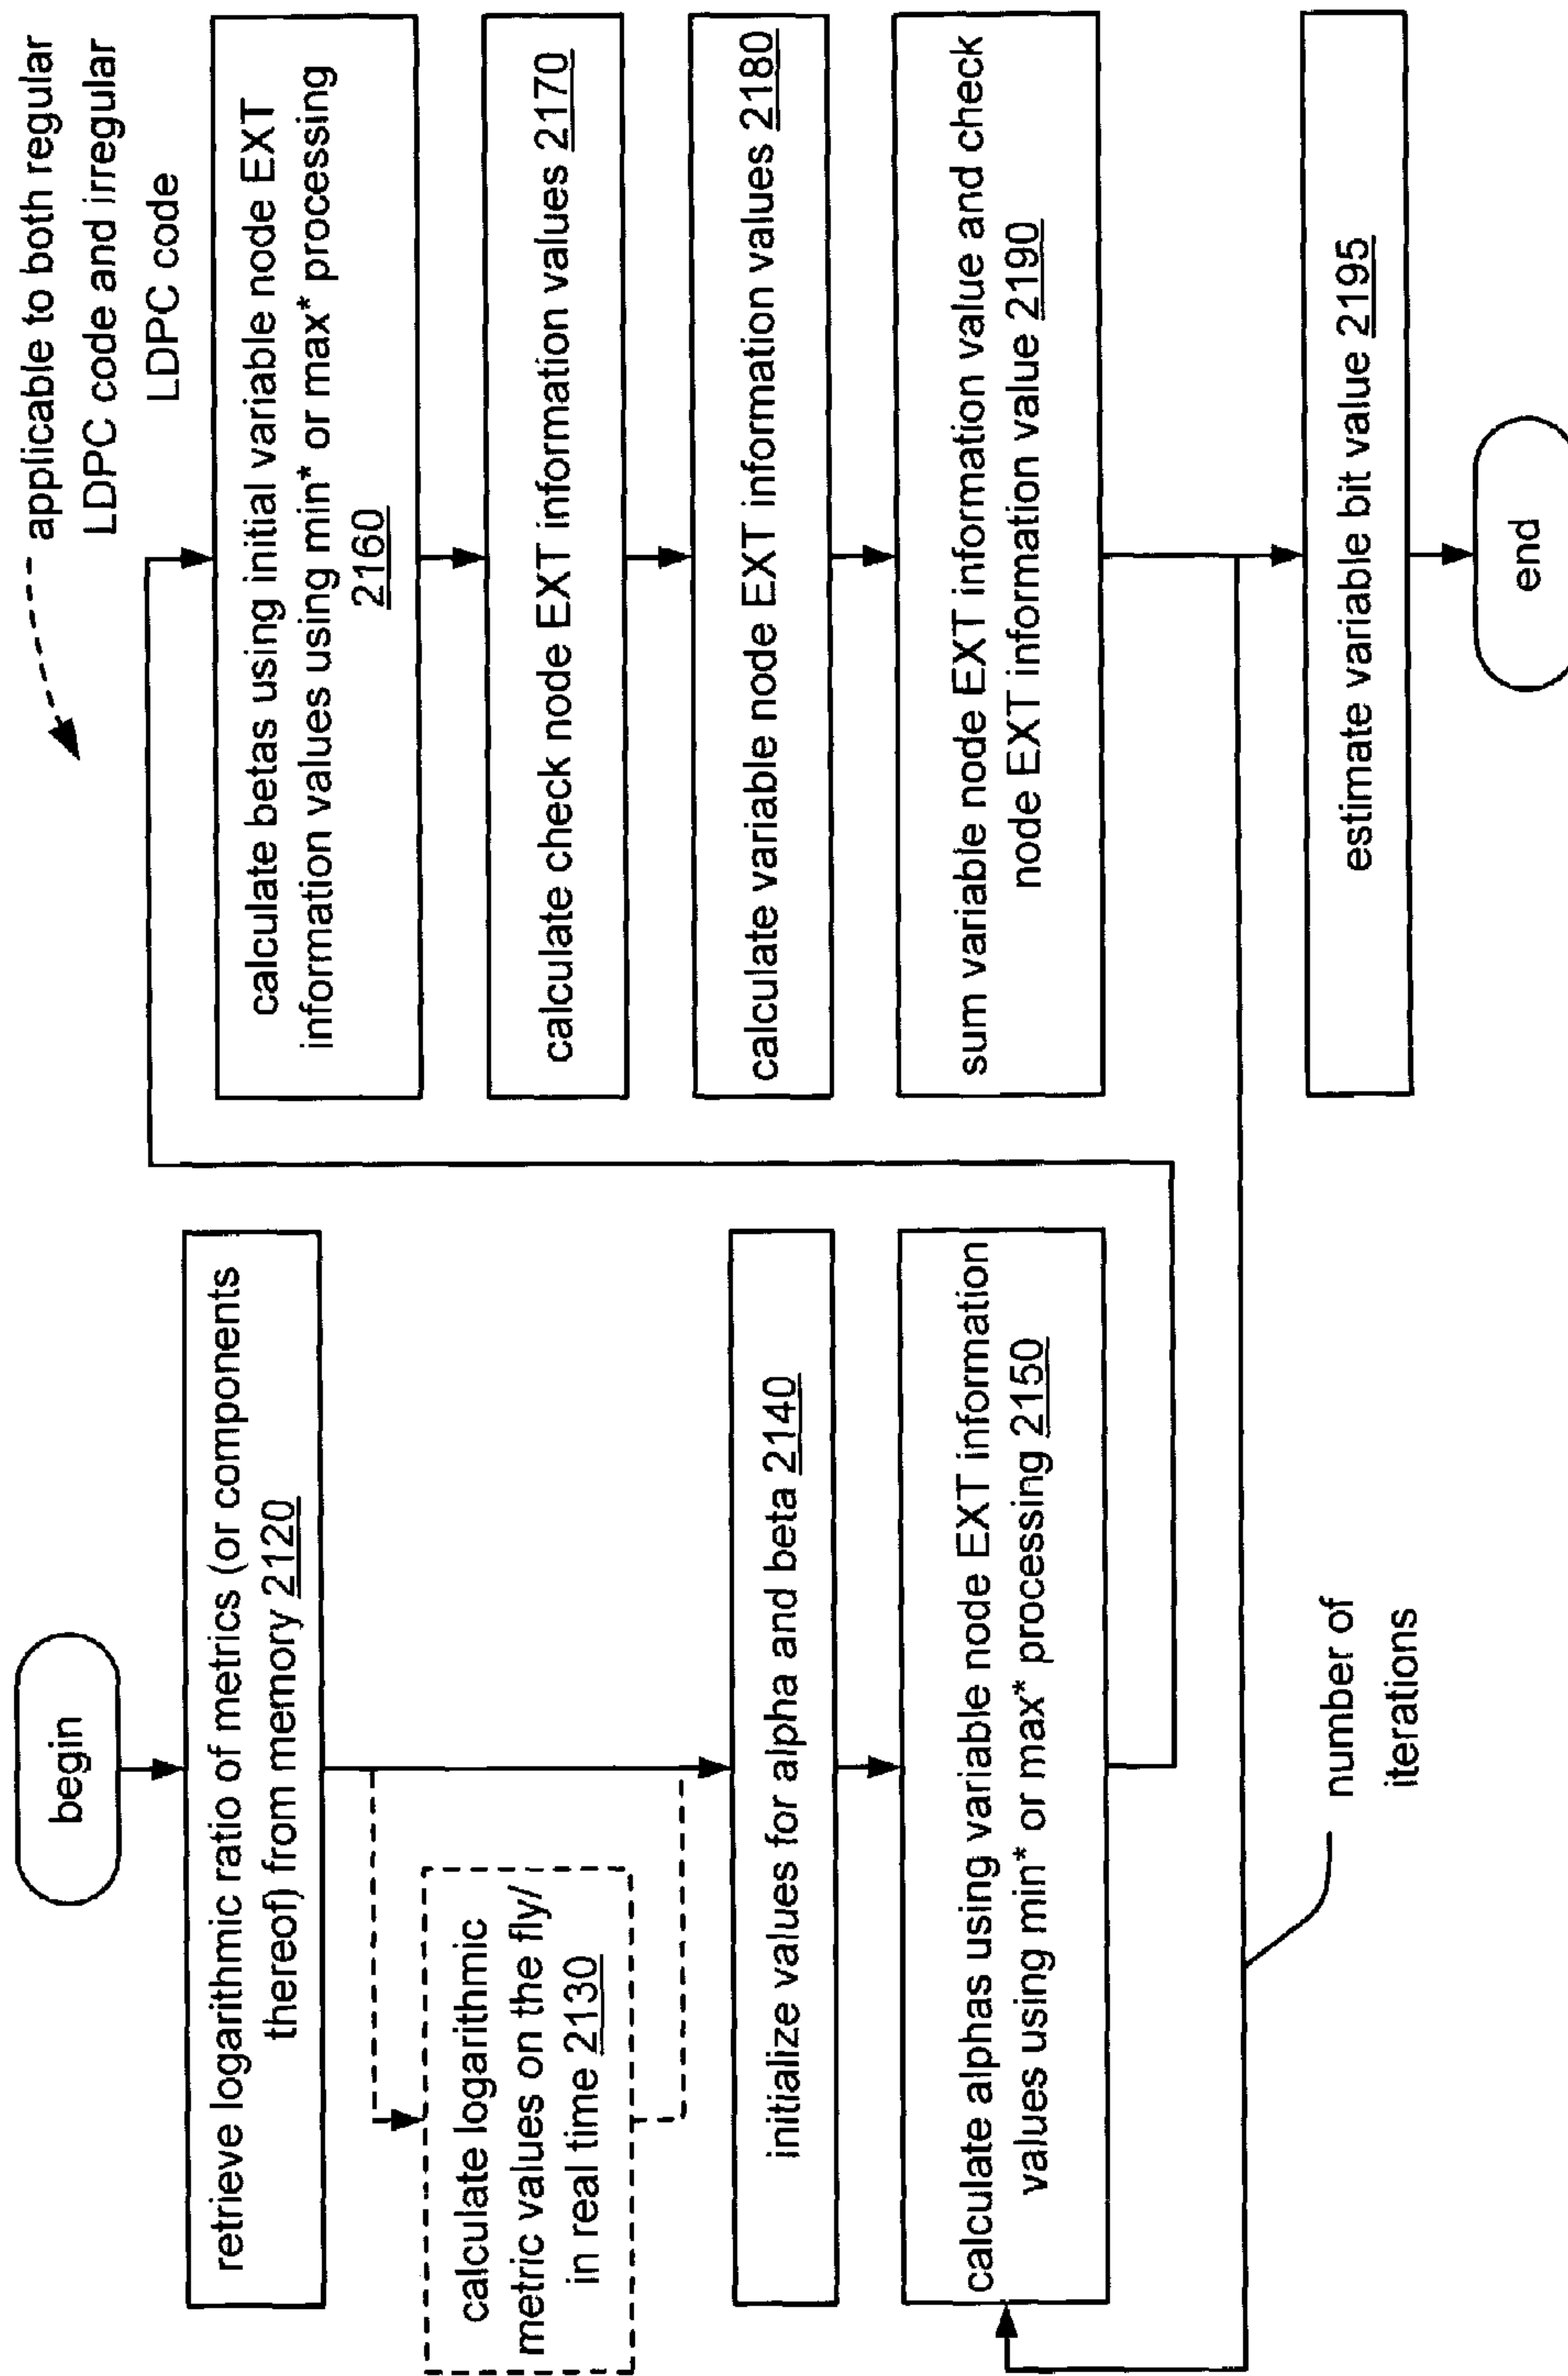 applicable to both regular
LDPC code and irregular
LDPC code
begin
retrieve logarithmic ratio of metrics (or components
thereof) from memory 2120
calculate logarithmic
metric values on the fly/
in real time 2130
initialize values for alpha and beta 2140
calculate alphas using variable node EXT information
values using min* or max* processing 2150
number of
iterations
calculate betas using initial variable node EXT
information values using min* or max* processing
2160
calculate check node EXT information values 2170
calculate variable node EXT information values 2180
sum variable node EXT information value and check
node EXT information value 2190
estimate variable bit value 2195
end